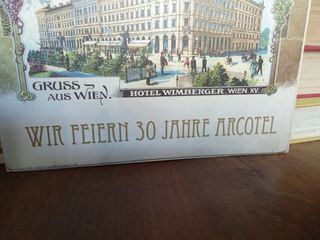 GRUSS
AUS WIEN.
HOTEL WIMBERGER, WIEN XV.
WIR FEIERN 30 JAHRE ARCOTEL